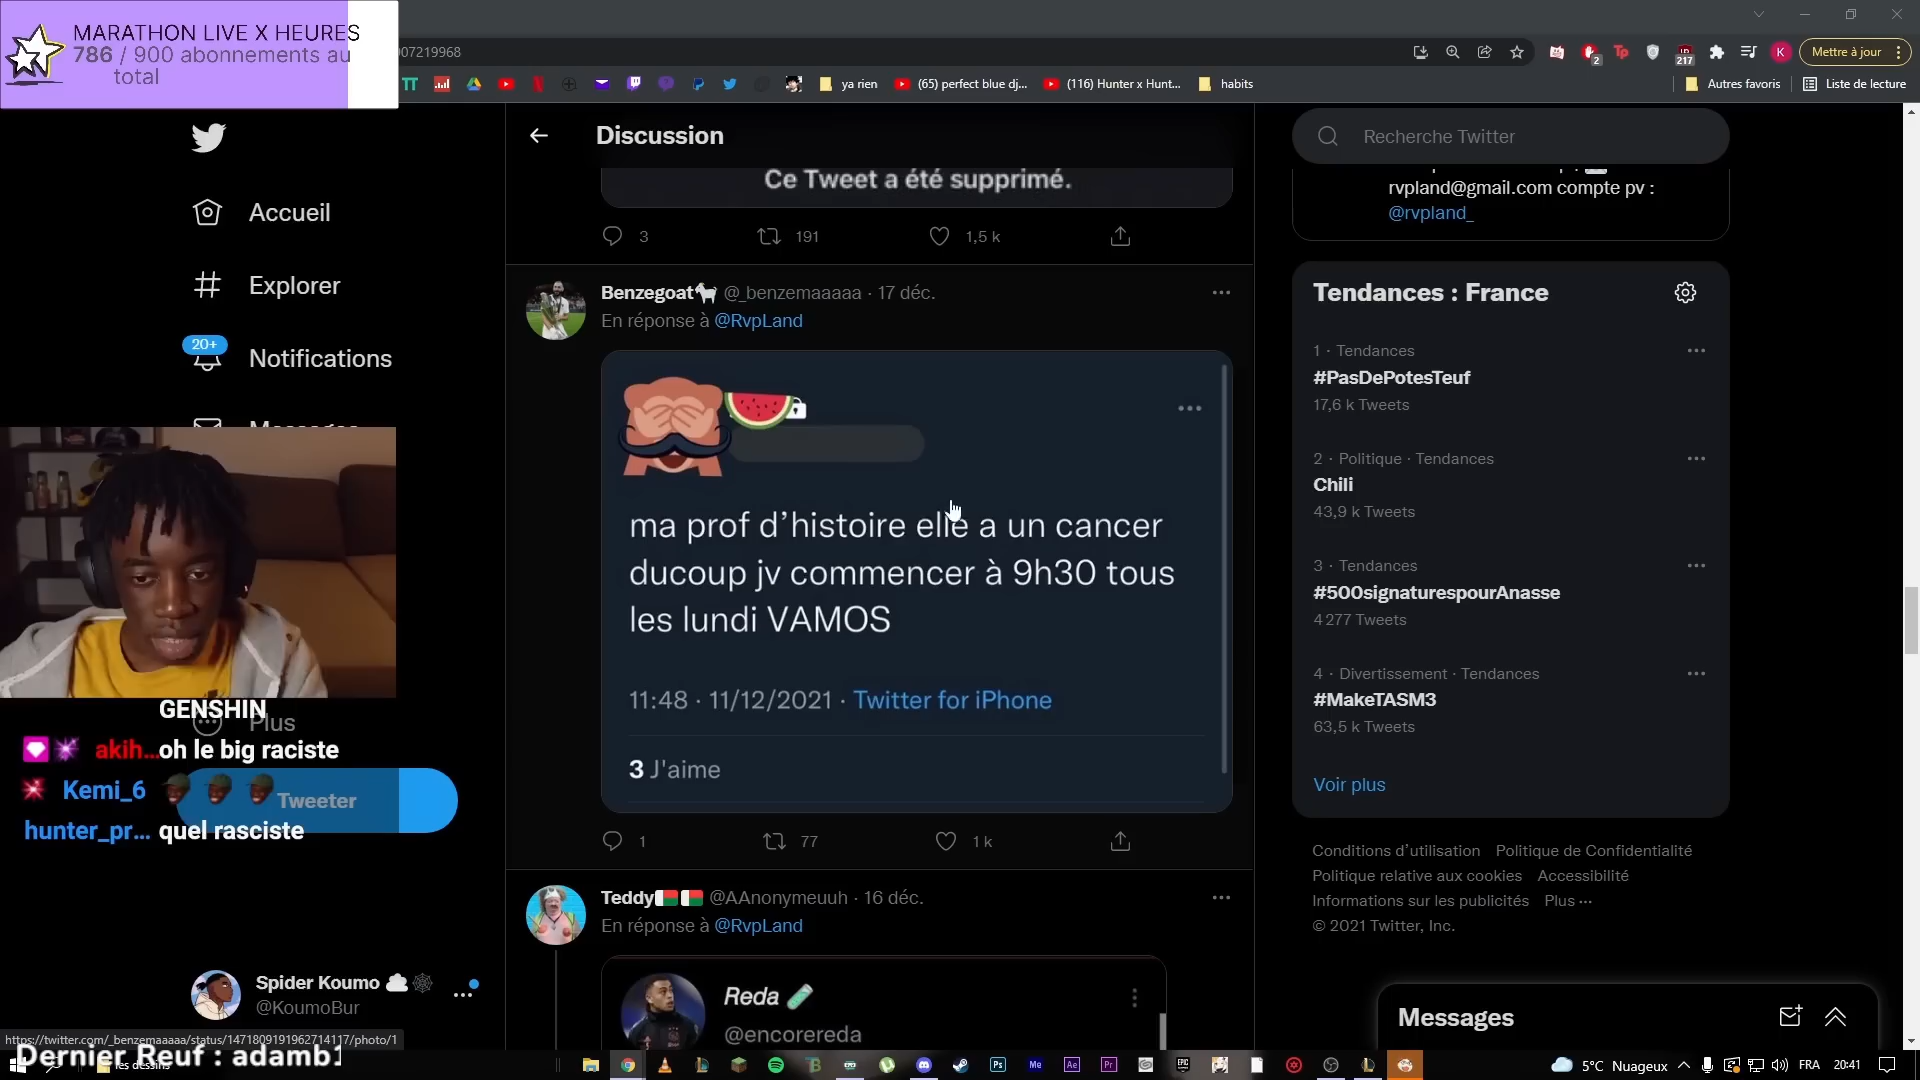 MARATHON LIVE X HEURES
786 / 900 abonnements au
total
07219968
Mettre à jour
ya rien
(65) perfect blue dj...
(116) Hunter x Hunt...
habits
Autres favoris
Liste de lecture
2
217
K
Accueil
Explorer
20+
Notifications
Messages
Plus
Tweeter
GENSHIN
akih...oh le big raciste
Kemi_6
hunter_pr... quel rasciste
Spider Koumo
@KoumoBur
https://twitter.com/_benzemaaaaa/status/1471809191962714117/photo/1
Dernier Reuf : adamb1
les dessins
Discussion
Ce Tweet a été supprimé.
3
191
1,5 k
Benzegoat @_benzemaaaaa · 17 déc.
En réponse à @RvpLand
ma prof d'histoire elle a un cancer
ducoup jv commencer à 9h30 tous
les lundi VAMOS
11:48 · 11/12/2021 · Twitter for iPhone
3 J'aime
1
77
1 k
Teddy @AAnonymeuuh · 16 déc.
En réponse à @RvpLand
Reda
@encorereda
Recherche Twitter
rvpland@gmail.com compte pv :
@rvpland_
Tendances : France
1 · Tendances
#PasDePotesTeuf
17,6 k Tweets
2 · Politique · Tendances
Chili
43,9 k Tweets
3 · Tendances
#500signaturespourAnasse
4 277 Tweets
4 · Divertissement · Tendances
#MakeTASM3
63,5 k Tweets
Voir plus
Conditions d'utilisation Politique de Confidentialité
Politique relative aux cookies Accessibilité
Informations sur les publicités Plus ···
© 2021 Twitter, Inc.
Messages
5°C Nuageux
FRA
20:41